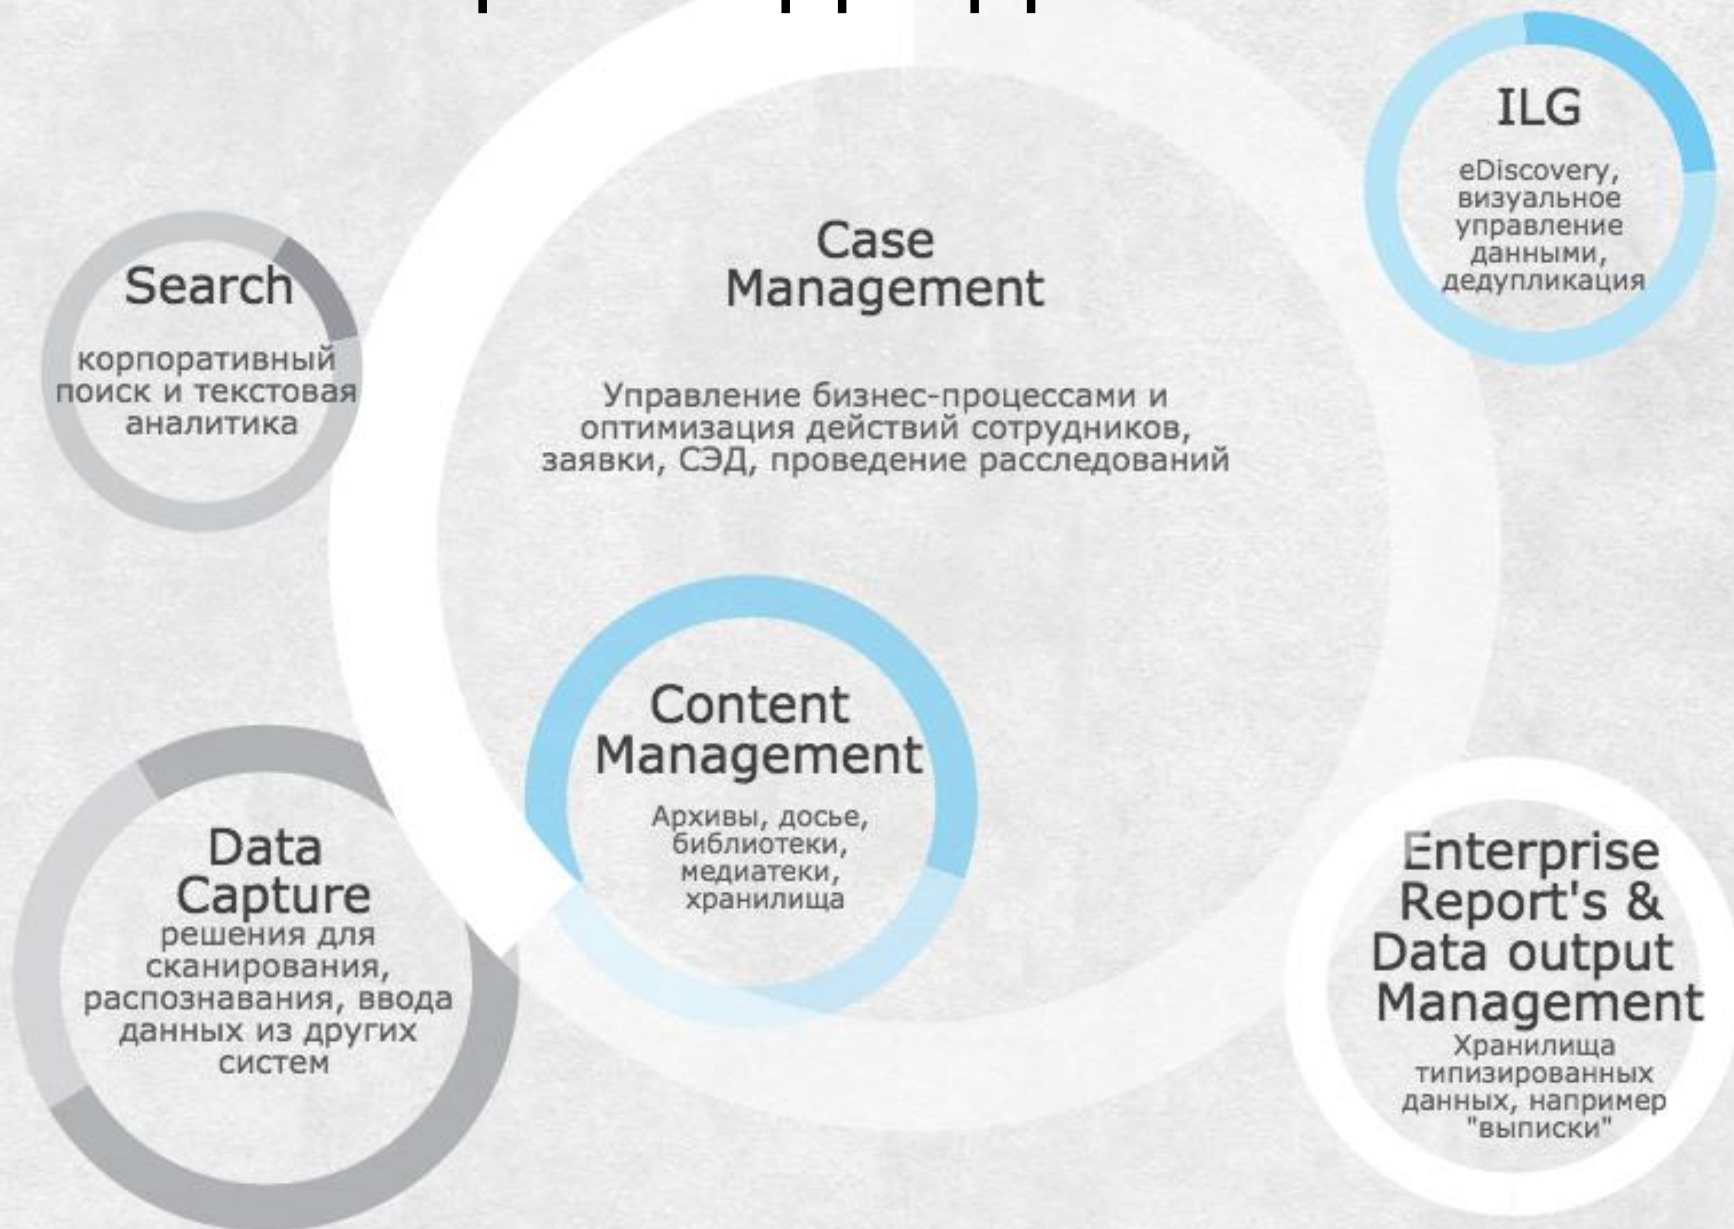 ILG
eDiscovery,
визуальное
управление
данными,
дедупликация
Case
Management
Управление бизнес-процессами и
оптимизация действий сотрудников,
заявки, СЭД, проведение расследований
Search
корпоративный
поиск и текстовая
аналитика
Content
Management
Архивы, досье,
библиотеки,
медиатеки,
хранилища
Data
Capture
решения для
сканирования,
распознавания, ввода
данных из других
систем
Enterprise
Report's &
Data output
Management
Хранилища
типизированных
данных, например
"выписки"